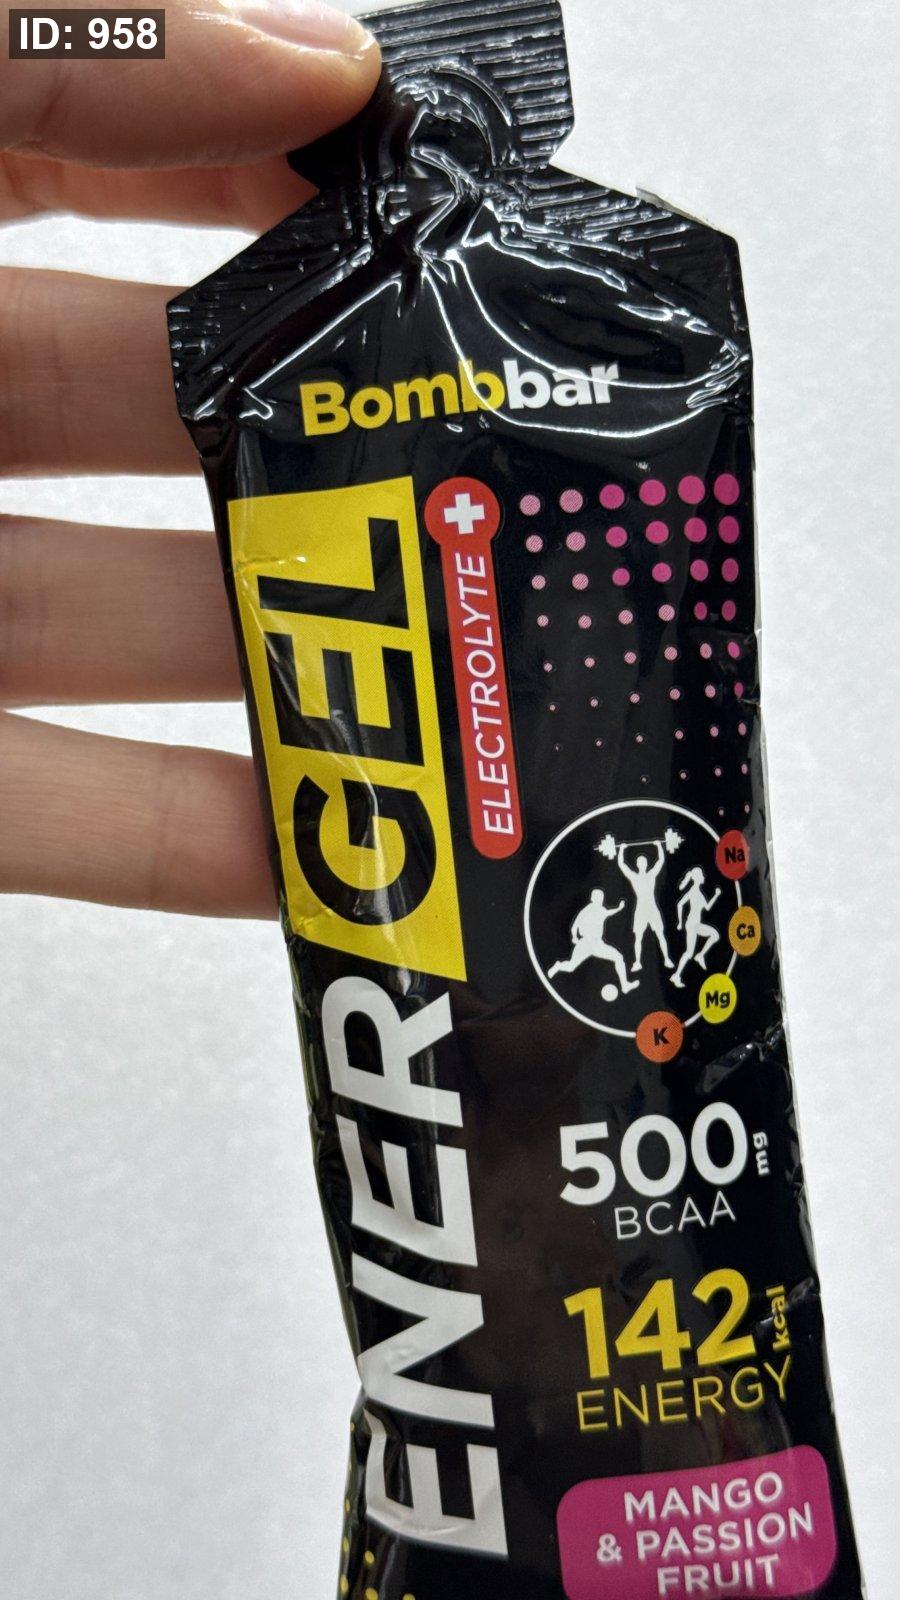 ID: 958
Bombbar
ENERGEL
ELECTROLYTE
Na
Ca
Mg
K
500 mg
BCAA
142 kcal
ENERGY
MANGO
& PASSION
FRUIT